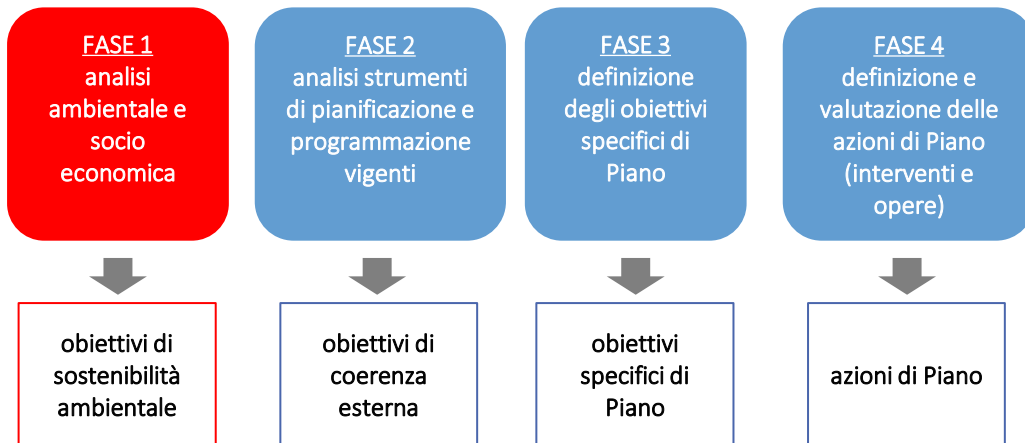 FASE 1
analisi
ambientale e
socio
economica
FASE 2
analisi strumenti
di pianificazione e
programmazione
vigenti
FASE 3
definizione
degli obiettivi
specifici di
Piano
FASE 4
definizione e
valutazione delle
azioni di Piano
(interventi e
opere)
obiettivi di
sostenibilità
ambientale
obiettivi di
coerenza
esterna
obiettivi
specifici di
Piano
azioni di Piano